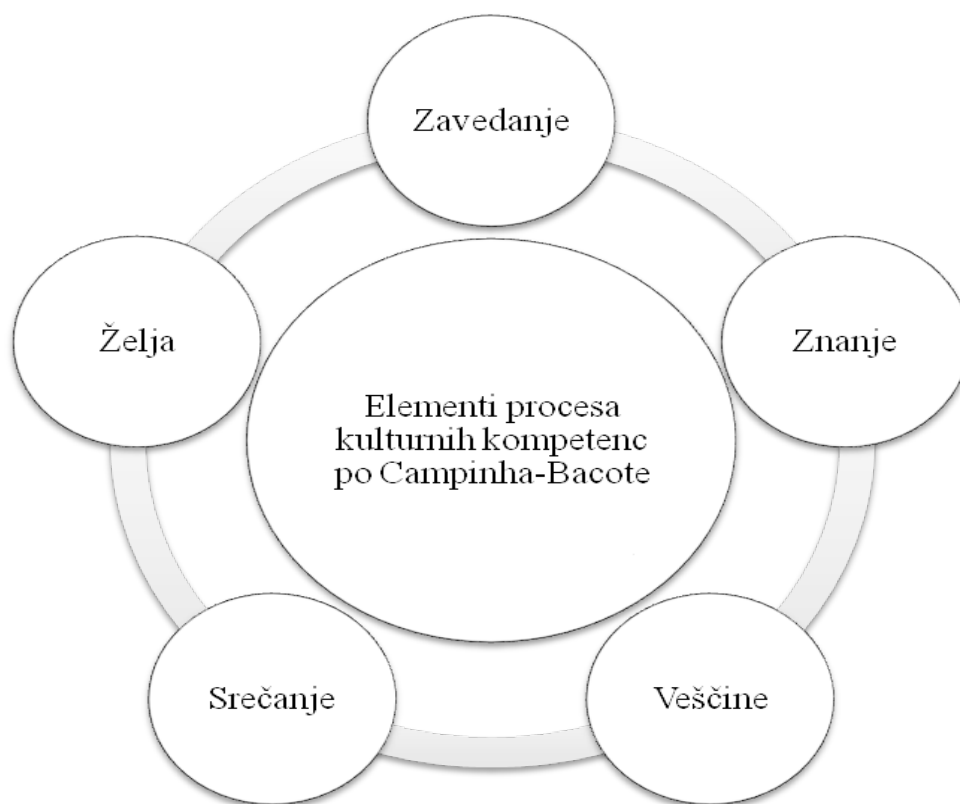 Zavedanje
Želja
Znanje
Elementi procesa
kulturnih kompetenc
po Campinha-Bacote
Srečanje
Veščine